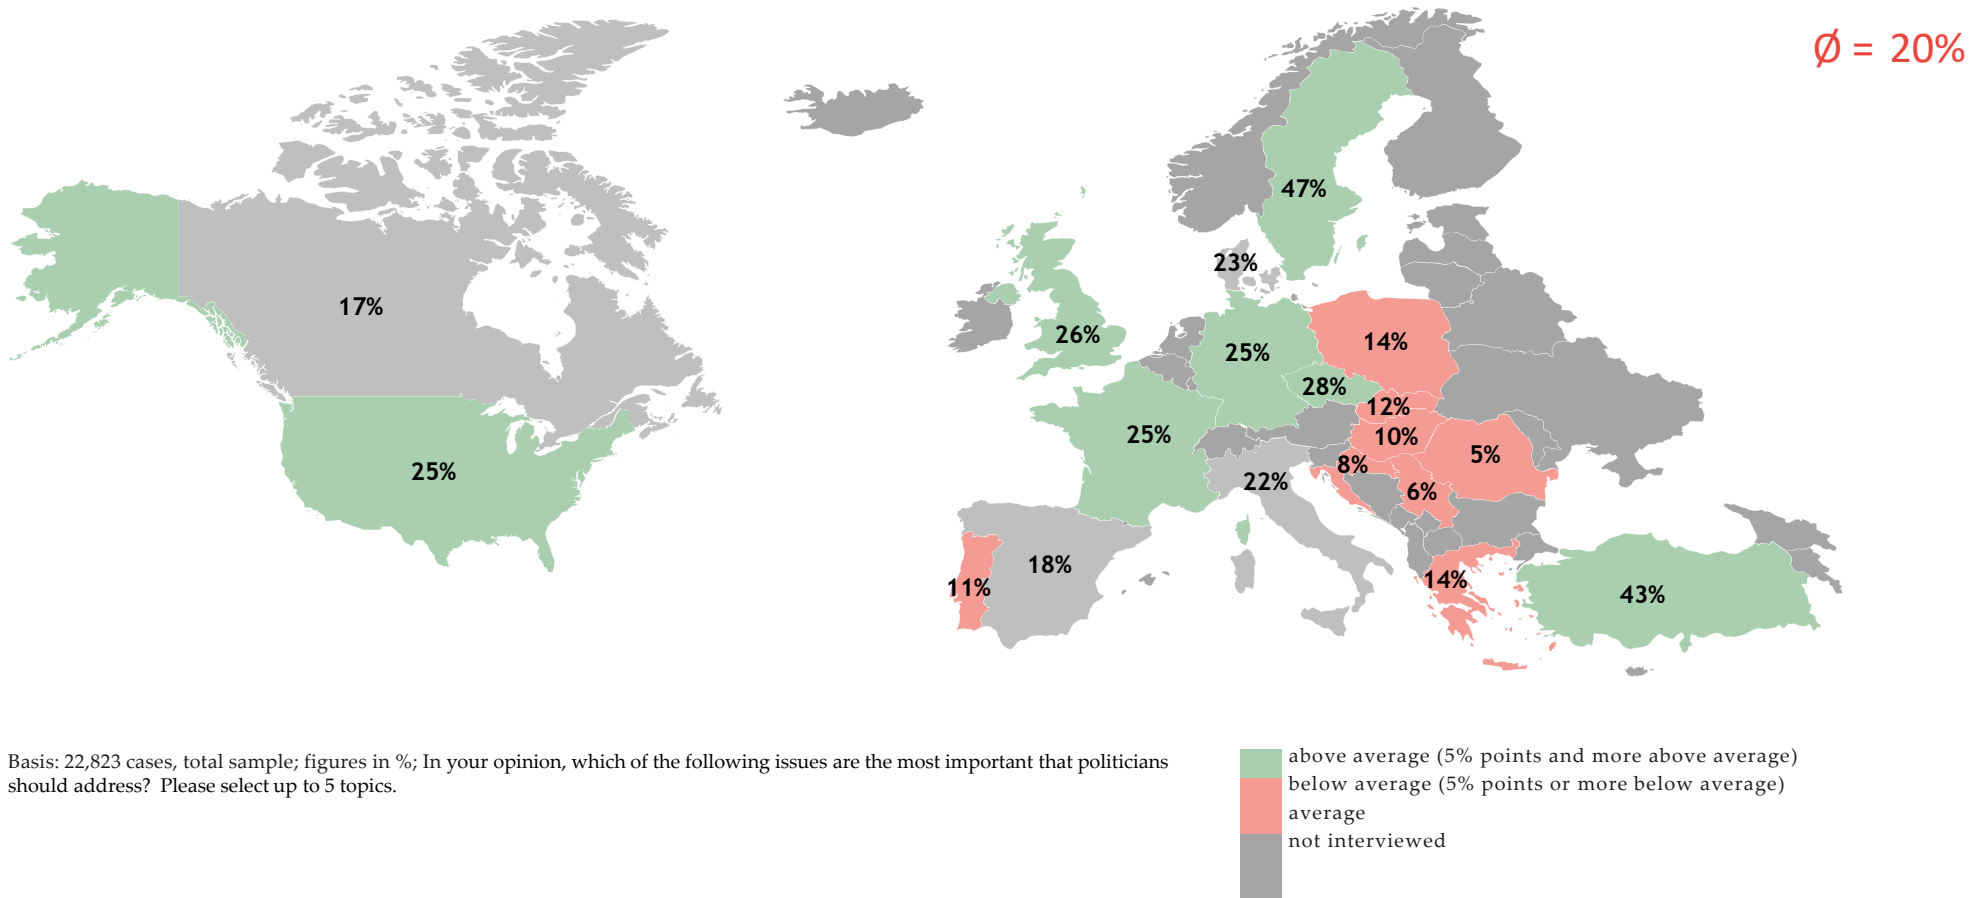 Ø = 20%
47%
23%
17%
26%
14%
25%
28%
12%
25%
10%
5%
8%
25%
22%
6%
18%
14%
11%
43%
Basis: 22,823 cases, total sample; figures in %; In your opinion, which of the following issues are the most important that politicians
should address?  Please select up to 5 topics.
above average (5% points and more above average)
below average (5% points or more below average)
average
not interviewed